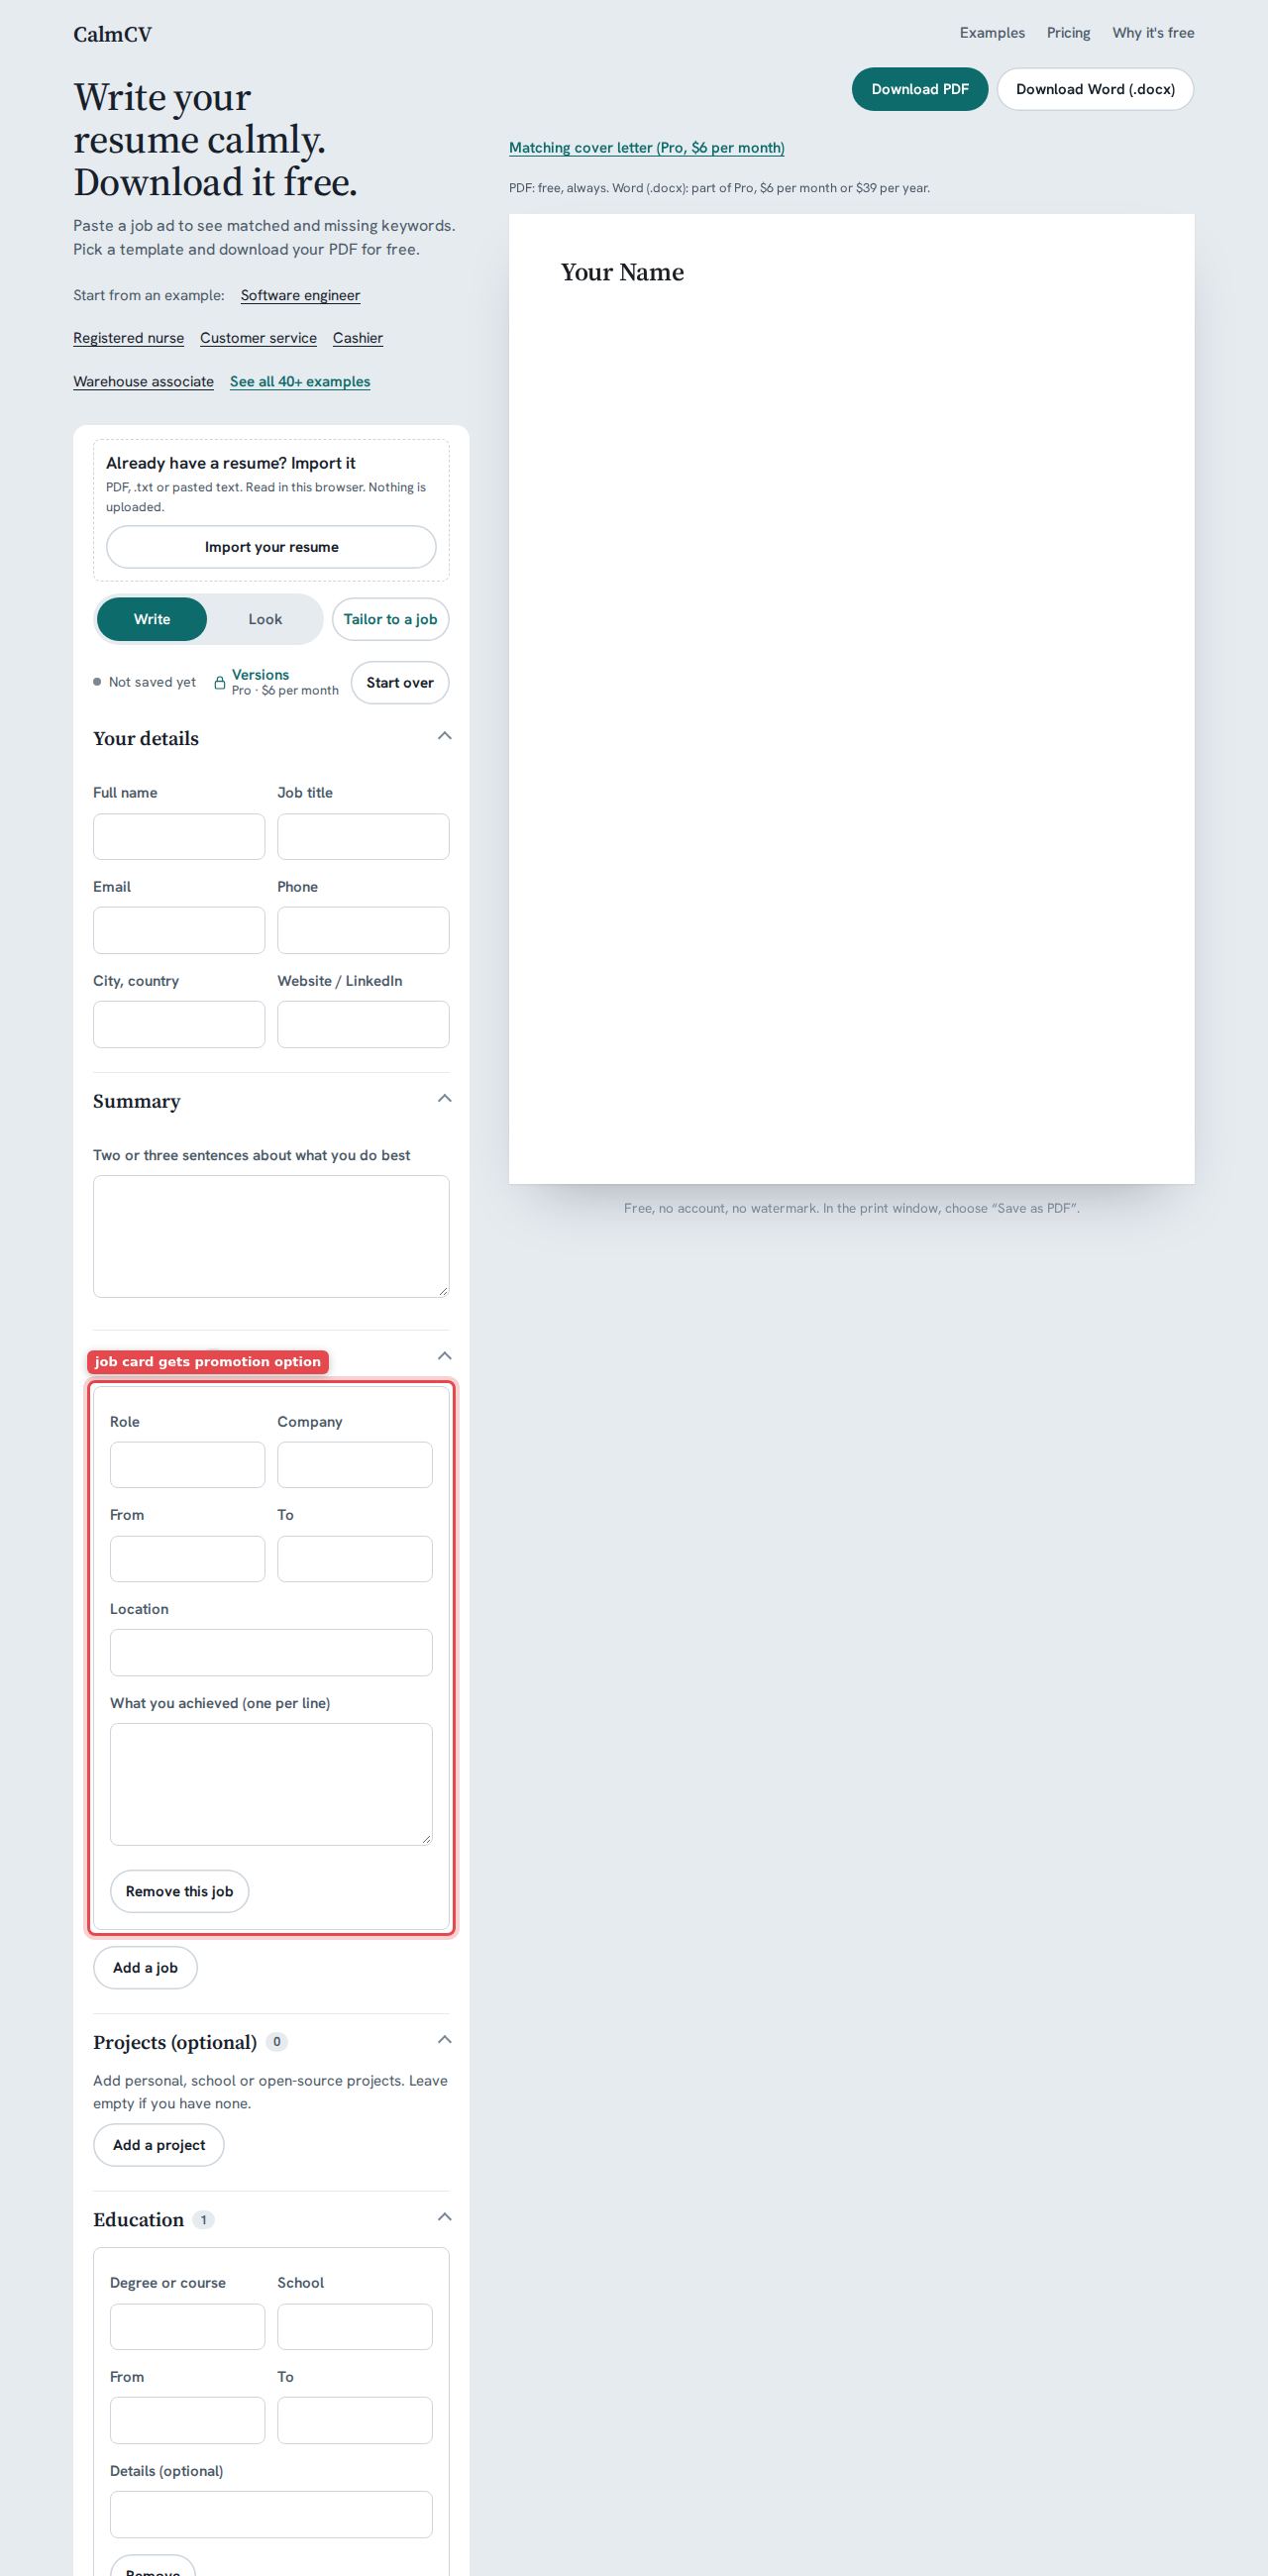 CalmCV
Examples Pricing Why it's free
Write your
resume calmly.
Download it free.
Paste a job ad to see matched and missing keywords.
Pick a template and download your PDF for free.
Start from an example: Software engineer
Registered nurse Customer service Cashier
Warehouse associate See all 40+ examples
Already have a resume? Import it
PDF, .txt or pasted text. Read in this browser. Nothing is
uploaded.
Import your resume
Write Look Tailor to a job
Not saved yet Versions Start over
Pro · $6 per month
Your details
Full name Job title
Email Phone
City, country Website / LinkedIn
Summary
Two or three sentences about what you do best
job card gets promotion option
Role Company
From To
Location
What you achieved (one per line)
Remove this job
Add a job
Projects (optional) 0
Add personal, school or open-source projects. Leave
empty if you have none.
Add a project
Education 1
Degree or course School
From To
Details (optional)
Remove
Download PDF Download Word (.docx)
Matching cover letter (Pro, $6 per month)
PDF: free, always. Word (.docx): part of Pro, $6 per month or $39 per year.
Your Name
Free, no account, no watermark. In the print window, choose “Save as PDF”.